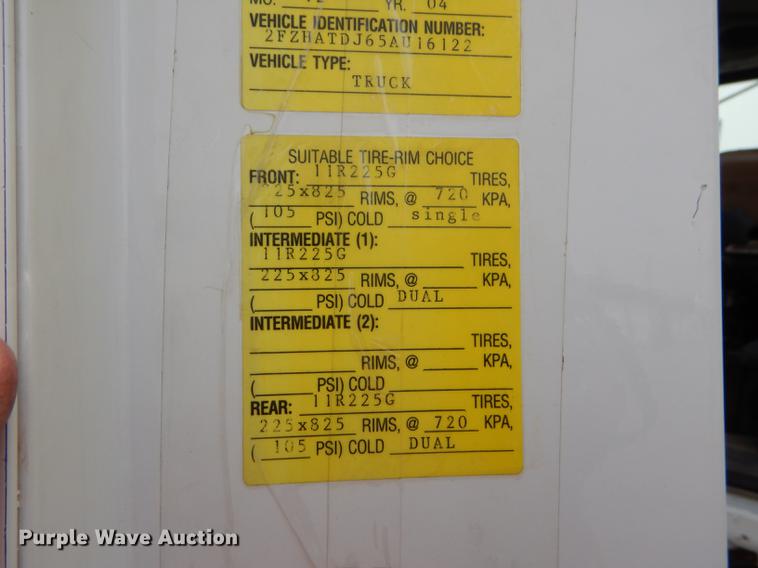 MO. 12 YR. 04
VEHICLE IDENTIFICATION NUMBER:
2FZHATDJ65AU16122
VEHICLE TYPE:
TRUCK
SUITABLE TIRE-RIM CHOICE
FRONT: 11R225G TIRES,
225x825 RIMS, @ 720 KPA,
( 105 PSI) COLD single
INTERMEDIATE (1):
11R225G TIRES,
225x825 RIMS, @ KPA,
( PSI) COLD DUAL
INTERMEDIATE (2):
TIRES,
RIMS, @ KPA,
( PSI) COLD
REAR: 11R225G TIRES,
225x825 RIMS, @ 720 KPA,
( 105 PSI) COLD DUAL
Purple Wave Auction